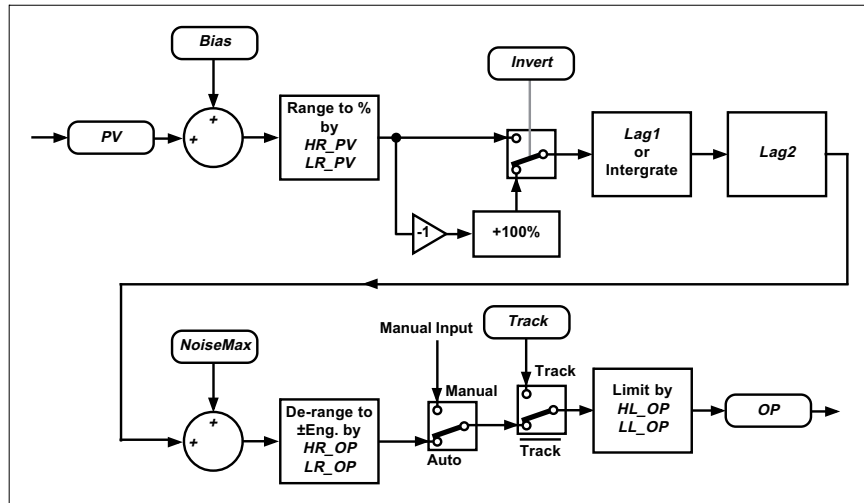 Bias
Invert
PV
+
+
Range to %
by
HR_PV
LR_PV
Lag1
or
Intergrate
Lag2
-1
+100%
Manual Input
Track
NoiseMax
Manual
Track
+
+
De-range to
±Eng. by
HR_OP
LR_OP
Auto
Track
Limit by
HL_OP
LL_OP
OP